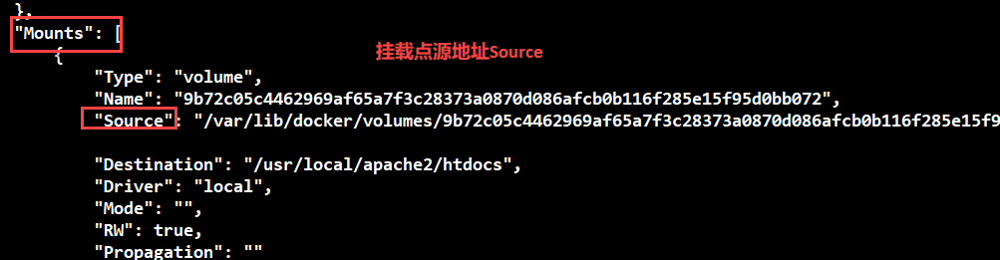 },
"Mounts": [
挂载点源地址Source
{
"Type": "volume",
"Name": "9b72c05c4462969af65a7f3c28373a0870d086afcb0b116f285e15f95d0bb072",
"Source": "/var/lib/docker/volumes/9b72c05c4462969af65a7f3c28373a0870d086afcb0b116f285e15f9
"Destination": "/usr/local/apache2/htdocs",
"Driver": "local",
"Mode": "",
"RW": true,
"Propagation": ""